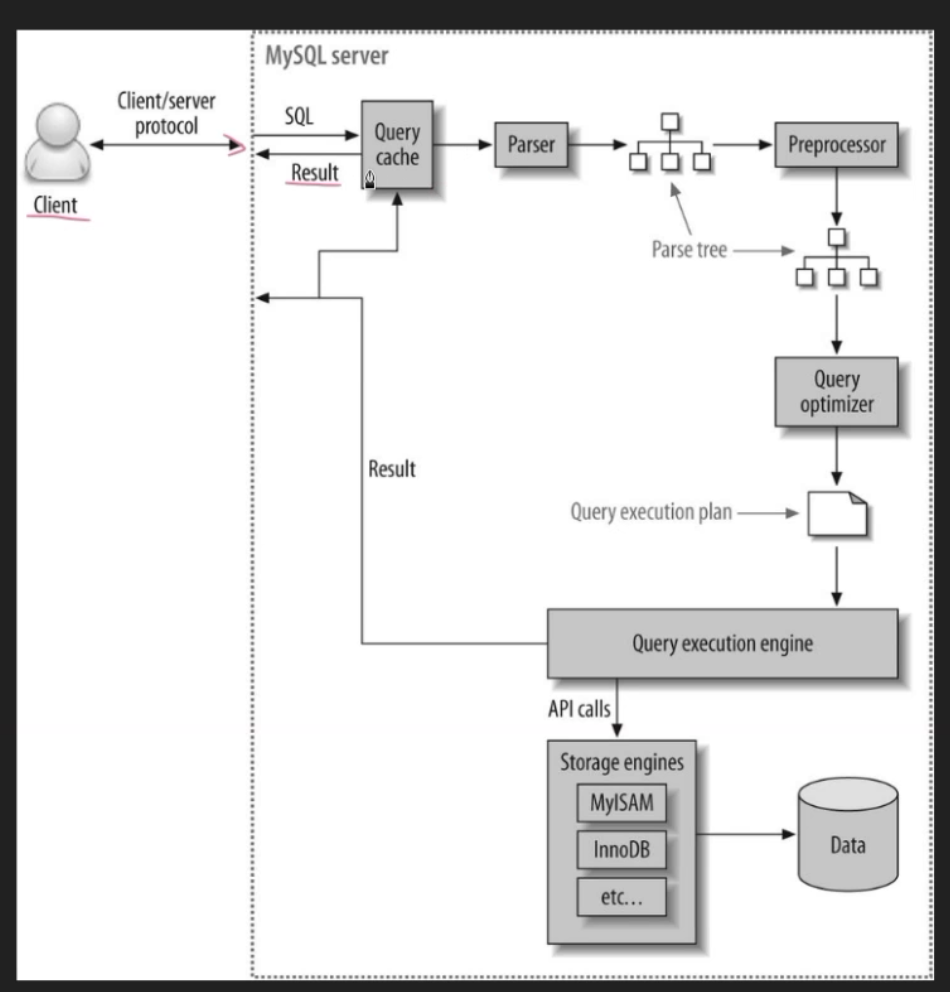 MySQL server
Client/server
protocol
SQL
Result
Client
Query
cache
Parser
Preprocessor
Parse tree
Query
optimizer
Result
Query execution plan
Query execution engine
API calls
Storage engines
MyISAM
InnoDB
etc...
Data